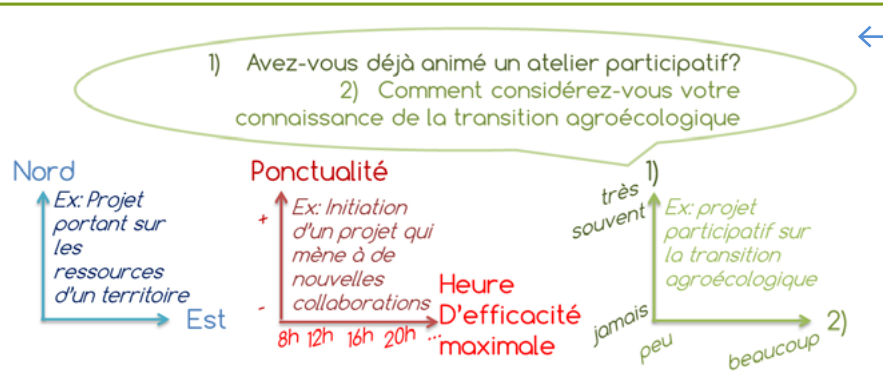 1) Avez-vous déjà animé un atelier participatif?
2) Comment considérez-vous votre
connaissance de la transition agroécologique
Nord
Ex: Projet
portant sur
les
ressources
d'un territoire
Est
Ponctualité
+
Ex: Initiation
d'un projet qui
mène à de
nouvelles
collaborations
-
8h 12h 16h 20h ...
Heure
D'efficacité
maximale
1)
très
souvent
Ex: projet
participatif sur
la transition
agroécologique
jamais
peu
beaucoup
2)